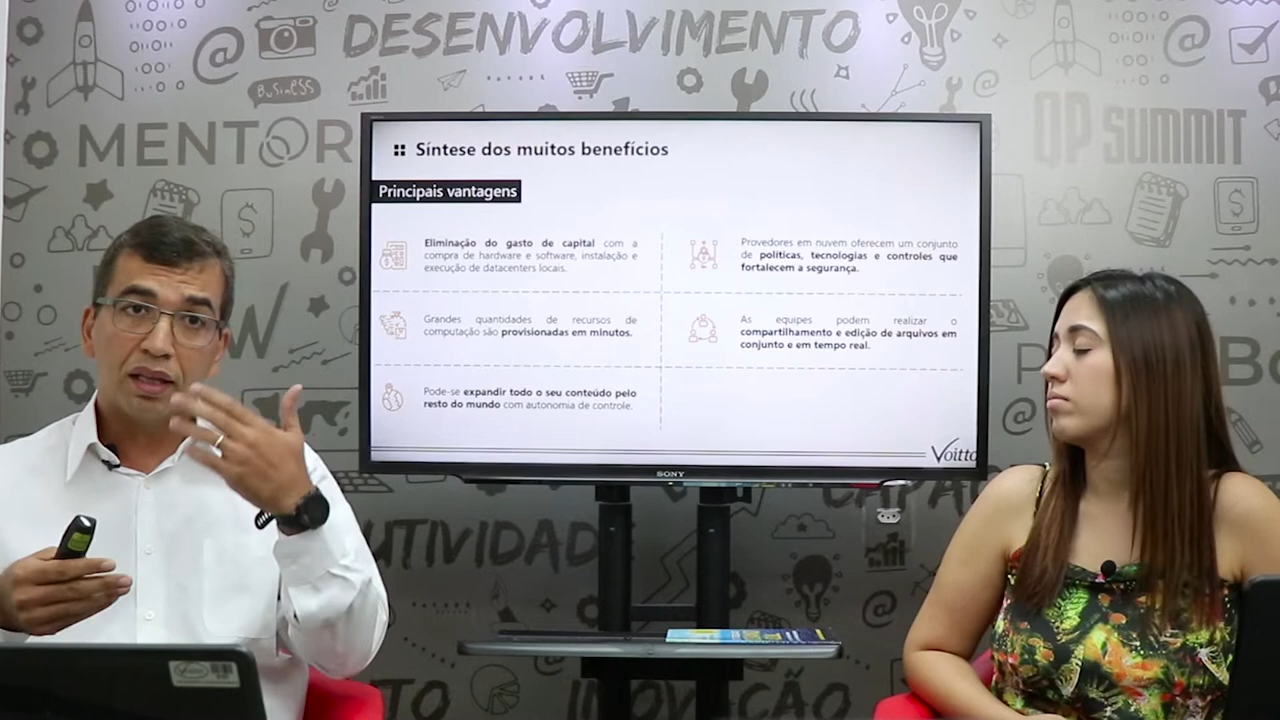 DESENVOLVIMENTO
BUSINESS
MENTOR
QP SUMMIT
Síntese dos muitos benefícios
Principais vantagens
Eliminação do gasto de capital com a
compra de hardware e software, instalação e
execução de datacenters locais.
Provedores em nuvem oferecem um conjunto
de políticas, tecnologias e controles que
fortalecem a segurança.
Grandes quantidades de recursos de
computação são provisionadas em minutos.
As equipes podem realizar o
compartilhamento e edição de arquivos em
conjunto e em tempo real.
Pode-se expandir todo o seu conteúdo pelo
resto do mundo com autonomia de controle.
Voitto
SONY
W
UTIVIDADE
INOVAÇÃO
TO
Voitto